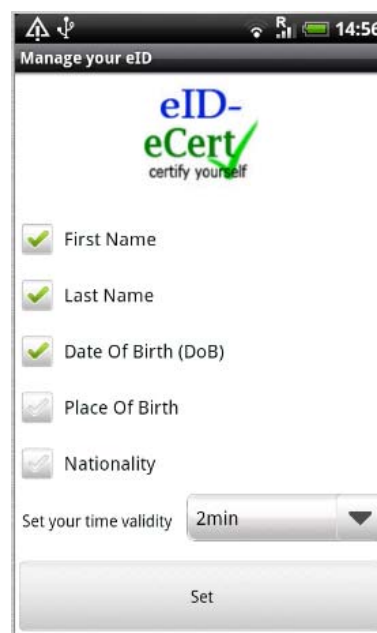 R 14:56
Manage your eID
eID-
eCert
certify yourself
First Name
Last Name
Date Of Birth (DoB)
Place Of Birth
Nationality
Set your time validity 2min
Set